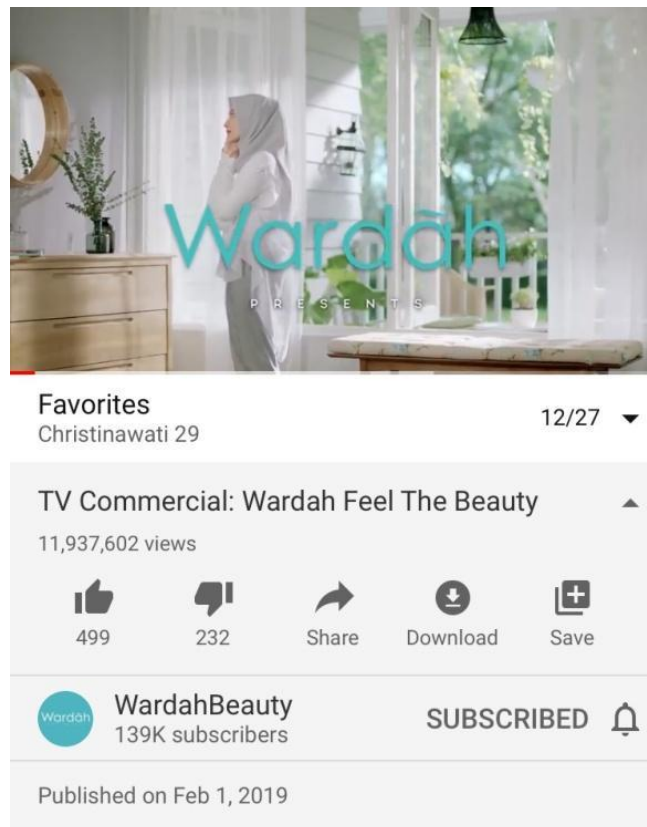 Wardah
PRESENTS
Favorites
12/27
Christinawati 29
TV Commercial: Wardah Feel The Beauty
11,937,602 views
499
232
Share
Download
Save
Wardah
WardahBeauty
139K subscribers
SUBSCRIBED
Published on Feb 1, 2019